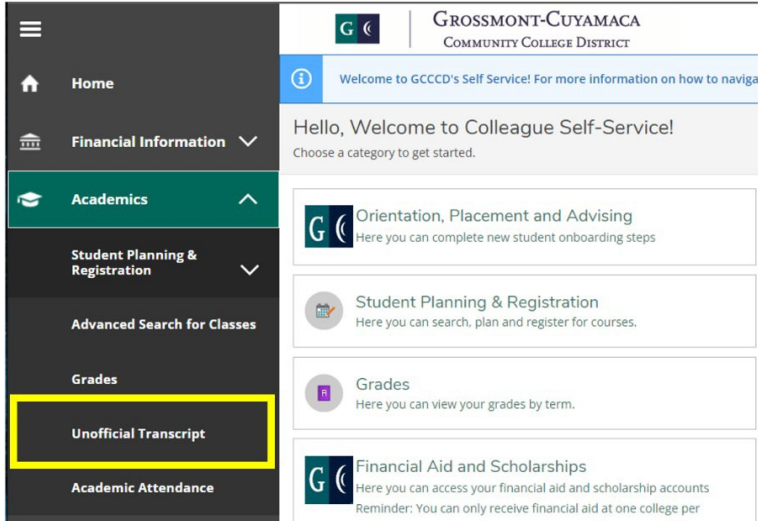 Home
Financial Information
Academics
Student Planning &
Registration
Advanced Search for Classes
Grades
Unofficial Transcript
Academic Attendance
G C
GROSSMONT-CUYAMACA
COMMUNITY COLLEGE DISTRICT
Welcome to GCCCD's Self Service! For more information on how to naviga
Hello, Welcome to Colleague Self-Service!
Choose a category to get started.
G C
Orientation, Placement and Advising
Here you can complete new student onboarding steps
Student Planning & Registration
Here you can search, plan and register for courses.
Grades
Here you can view your grades by term.
G C
Financial Aid and Scholarships
Here you can access your financial aid and scholarship accounts
Reminder: You can only receive financial aid at one college per